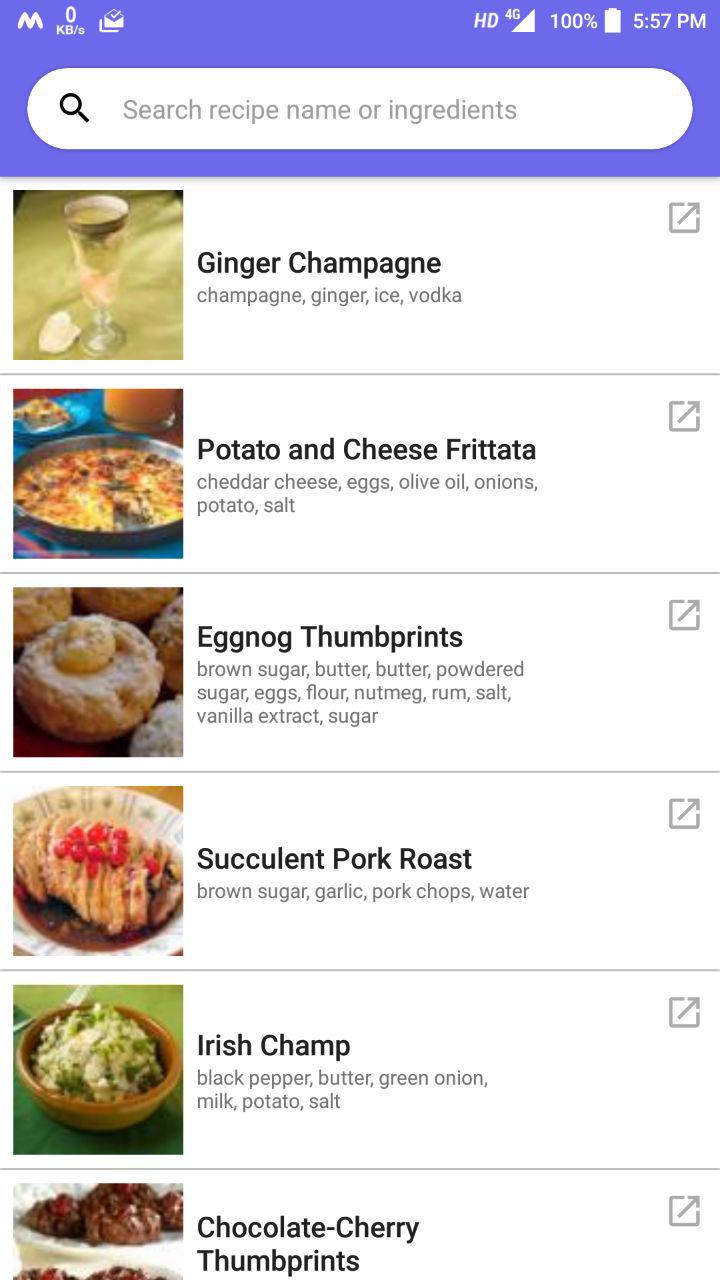 0
KB/s
HD 4G 100% 5:57 PM
Search recipe name or ingredients
Ginger Champagne
champagne, ginger, ice, vodka
Potato and Cheese Frittata
cheddar cheese, eggs, olive oil, onions,
potato, salt
Eggnog Thumbprints
brown sugar, butter, butter, powdered
sugar, eggs, flour, nutmeg, rum, salt,
vanilla extract, sugar
Succulent Pork Roast
brown sugar, garlic, pork chops, water
Irish Champ
black pepper, butter, green onion,
milk, potato, salt
Chocolate-Cherry
Thumbprints